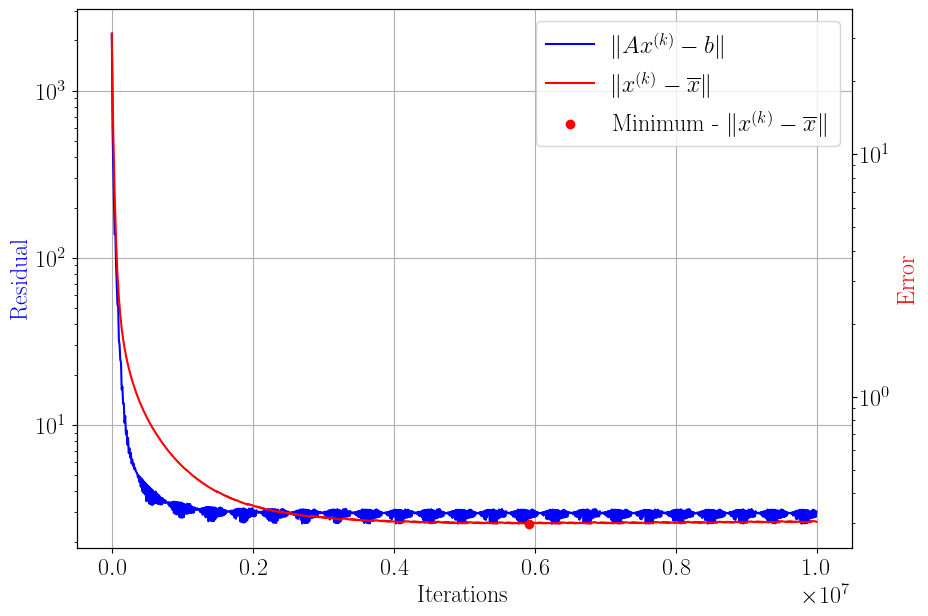 ‖Ax^{(k)} − b‖
‖x^{(k)} − x̅‖
Minimum - ‖x^{(k)} − x̅‖
Residual
10^3
10^2
10^1
Error
10^1
10^0
0.0 0.2 0.4 0.6 0.8 1.0
Iterations
×10^7